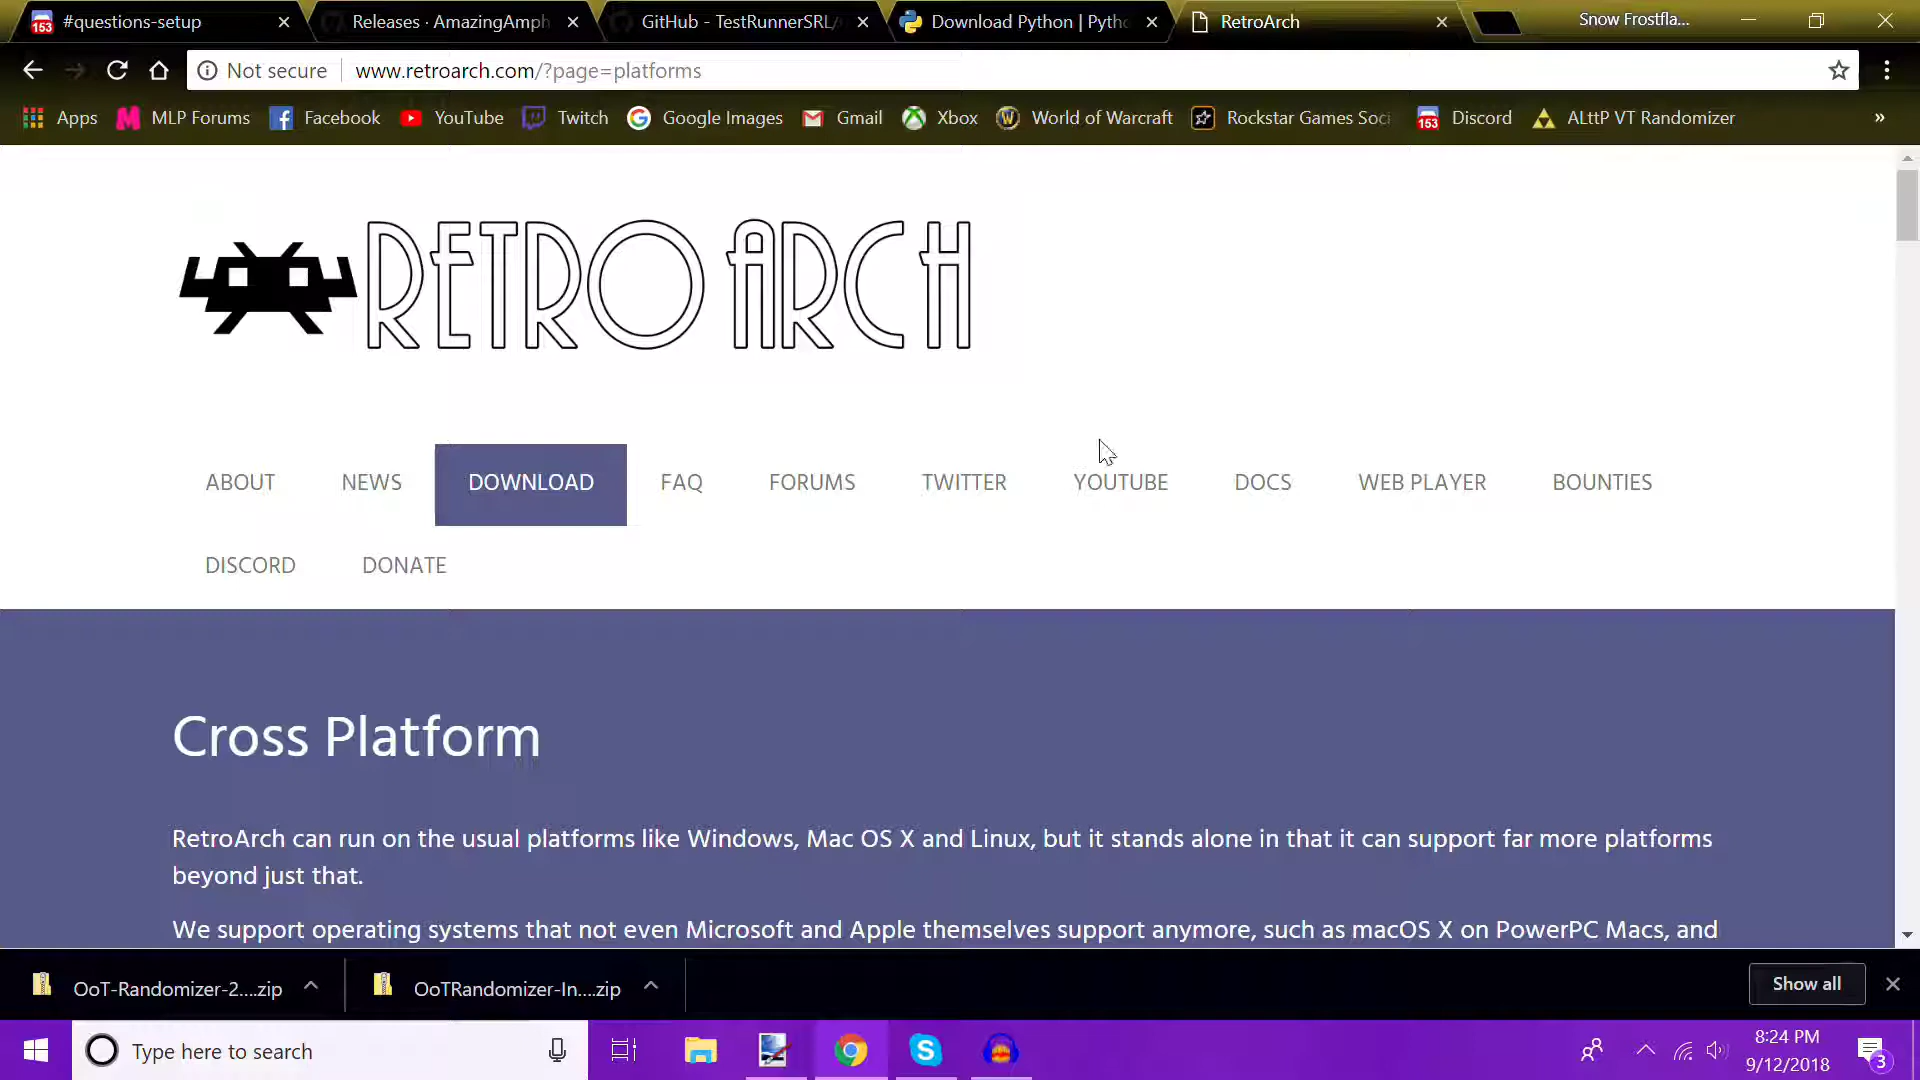 #questions-setup
Releases · AmazingAmph
GitHub - TestRunnerSRL/
Download Python | Pytho
RetroArch
Snow Frostfla...
Not secure
www.retroarch.com/?page=platforms
Apps
MLP Forums
Facebook
YouTube
Twitch
Google Images
Gmail
Xbox
World of Warcraft
Rockstar Games Soci
153
Discord
ALttP VT Randomizer
»
RETROARCH
ABOUT
NEWS
DOWNLOAD
FAQ
FORUMS
TWITTER
YOUTUBE
DOCS
WEB PLAYER
BOUNTIES
DISCORD
DONATE
Cross Platform
RetroArch can run on the usual platforms like Windows, Mac OS X and Linux, but it stands alone in that it can support far more platforms
beyond just that.
We support operating systems that not even Microsoft and Apple themselves support anymore, such as macOS X on PowerPC Macs, and
OoT-Randomizer-2....zip
OoTRandomizer-In....zip
Show all
Type here to search
8:24 PM
9/12/2018
3